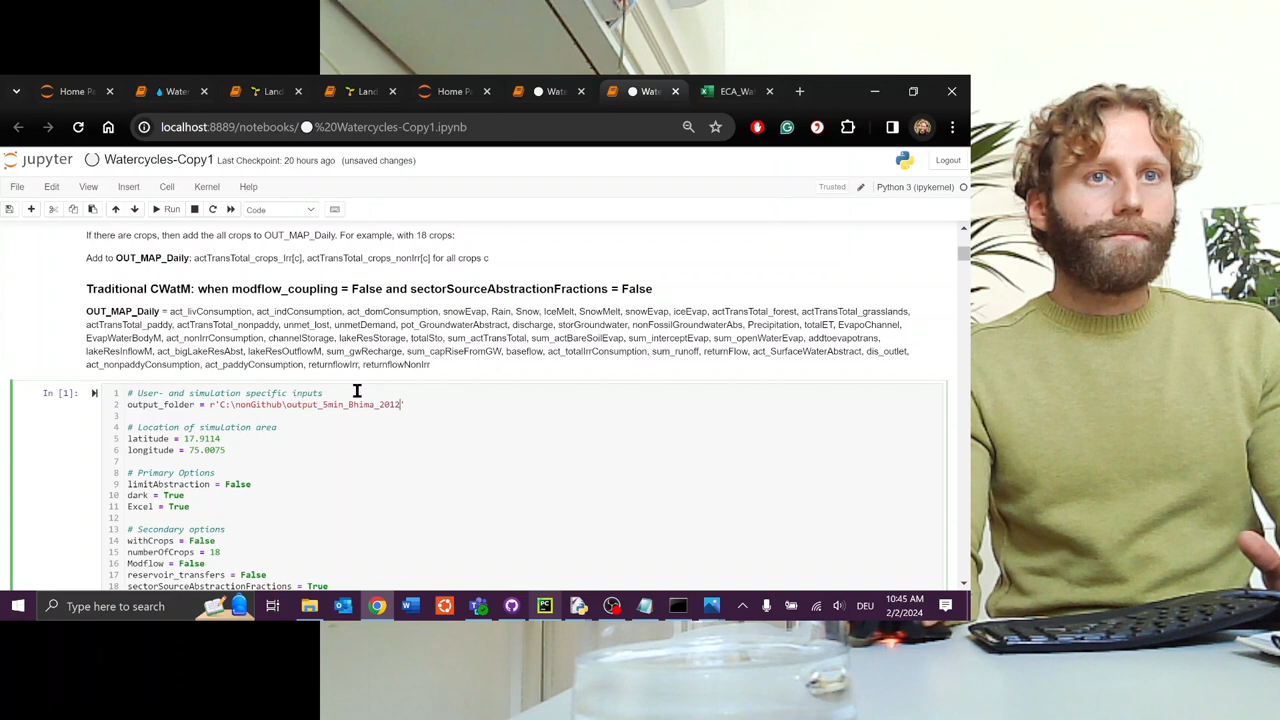 Home Pa
Water
Land
Land
Home Pa
Wate
Wate
ECA_Wat
localhost:8889/notebooks/⚪%20Watercycles-Copy1.ipynb
jupyter Watercycles-Copy1 Last Checkpoint: 20 hours ago (unsaved changes)
Logout
File Edit View Insert Cell Kernel Help
Trusted Python 3 (ipykernel)
Run Code
If there are crops, then add the all crops to OUT_MAP_Daily. For example, with 18 crops:
Add to OUT_MAP_Daily: actTransTotal_crops_Irr[c], actTransTotal_crops_nonIrr[c] for all crops c
Traditional CWatM: when modflow_coupling = False and sectorSourceAbstractionFractions = False
OUT_MAP_Daily = act_livConsumption, act_indConsumption, act_domConsumption, snowEvap, Rain, Snow, IceMelt, SnowMelt, snowEvap, iceEvap, actTransTotal_forest, actTransTotal_grasslands,
actTransTotal_paddy, actTransTotal_nonpaddy, unmet_lost, unmetDemand, pot_GroundwaterAbstract, discharge, storGroundwater, nonFossilGroundwaterAbs, Precipitation, totalET, EvapoChannel,
EvapWaterBodyM, act_nonIrrConsumption, channelStorage, lakeResStorage, totalSto, sum_actTransTotal, sum_actBareSoilEvap, sum_interceptEvap, sum_openWaterEvap, addtoevapotrans,
lakeResInflowM, act_bigLakeResAbst, lakeResOutflowM, sum_gwRecharge, sum_capRiseFromGW, baseflow, act_totalIrrConsumption, sum_runoff, returnFlow, act_SurfaceWaterAbstract, dis_outlet,
act_nonpaddyConsumption, act_paddyConsumption, returnflowIrr, returnflowNonIrr
In [1]:
1 # User- and simulation specific inputs
2 output_folder = r'C:\nonGithub\output_5min_Bhima_2012'
3
4 # Location of simulation area
5 latitude = 17.9114
6 longitude = 75.0075
7
8 # Primary Options
9 limitAbstraction = False
10 dark = True
11 Excel = True
12
13 # Secondary options
14 withCrops = False
15 numberOfCrops = 18
16 Modflow = False
17 reservoir_transfers = False
18 sectorSourceAbstractionFractions = True
Type here to search
DEU
10:45 AM
2/2/2024